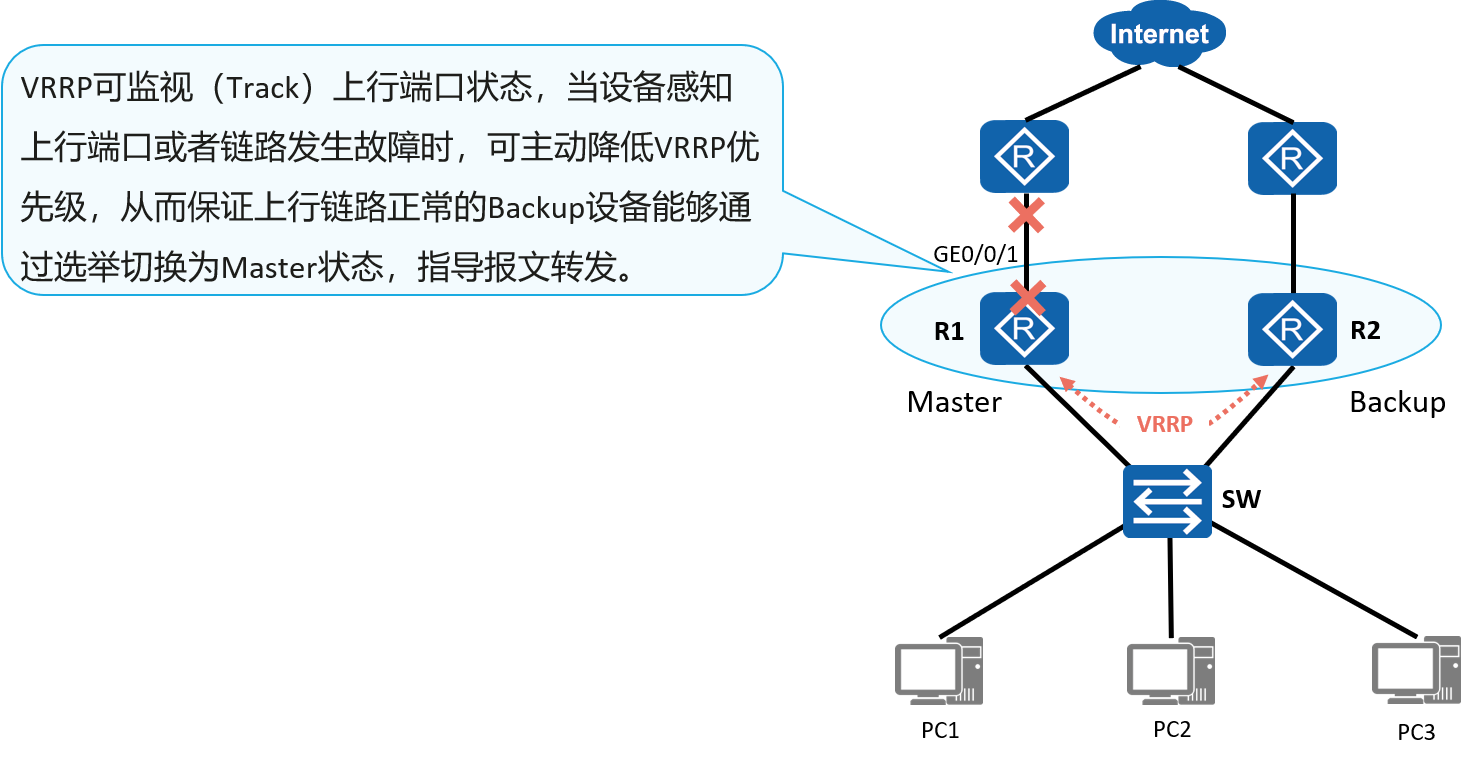 Internet
VRRP可监视（Track）上行端口状态，当设备感知
上行端口或者链路发生故障时，可主动降低VRRP优
先级，从而保证上行链路正常的Backup设备能够通
过选举切换为Master状态，指导报文转发。
R
R
GE0/0/1
R1
R
R
R2
Master
Backup
VRRP
SW
PC1
PC2
PC3